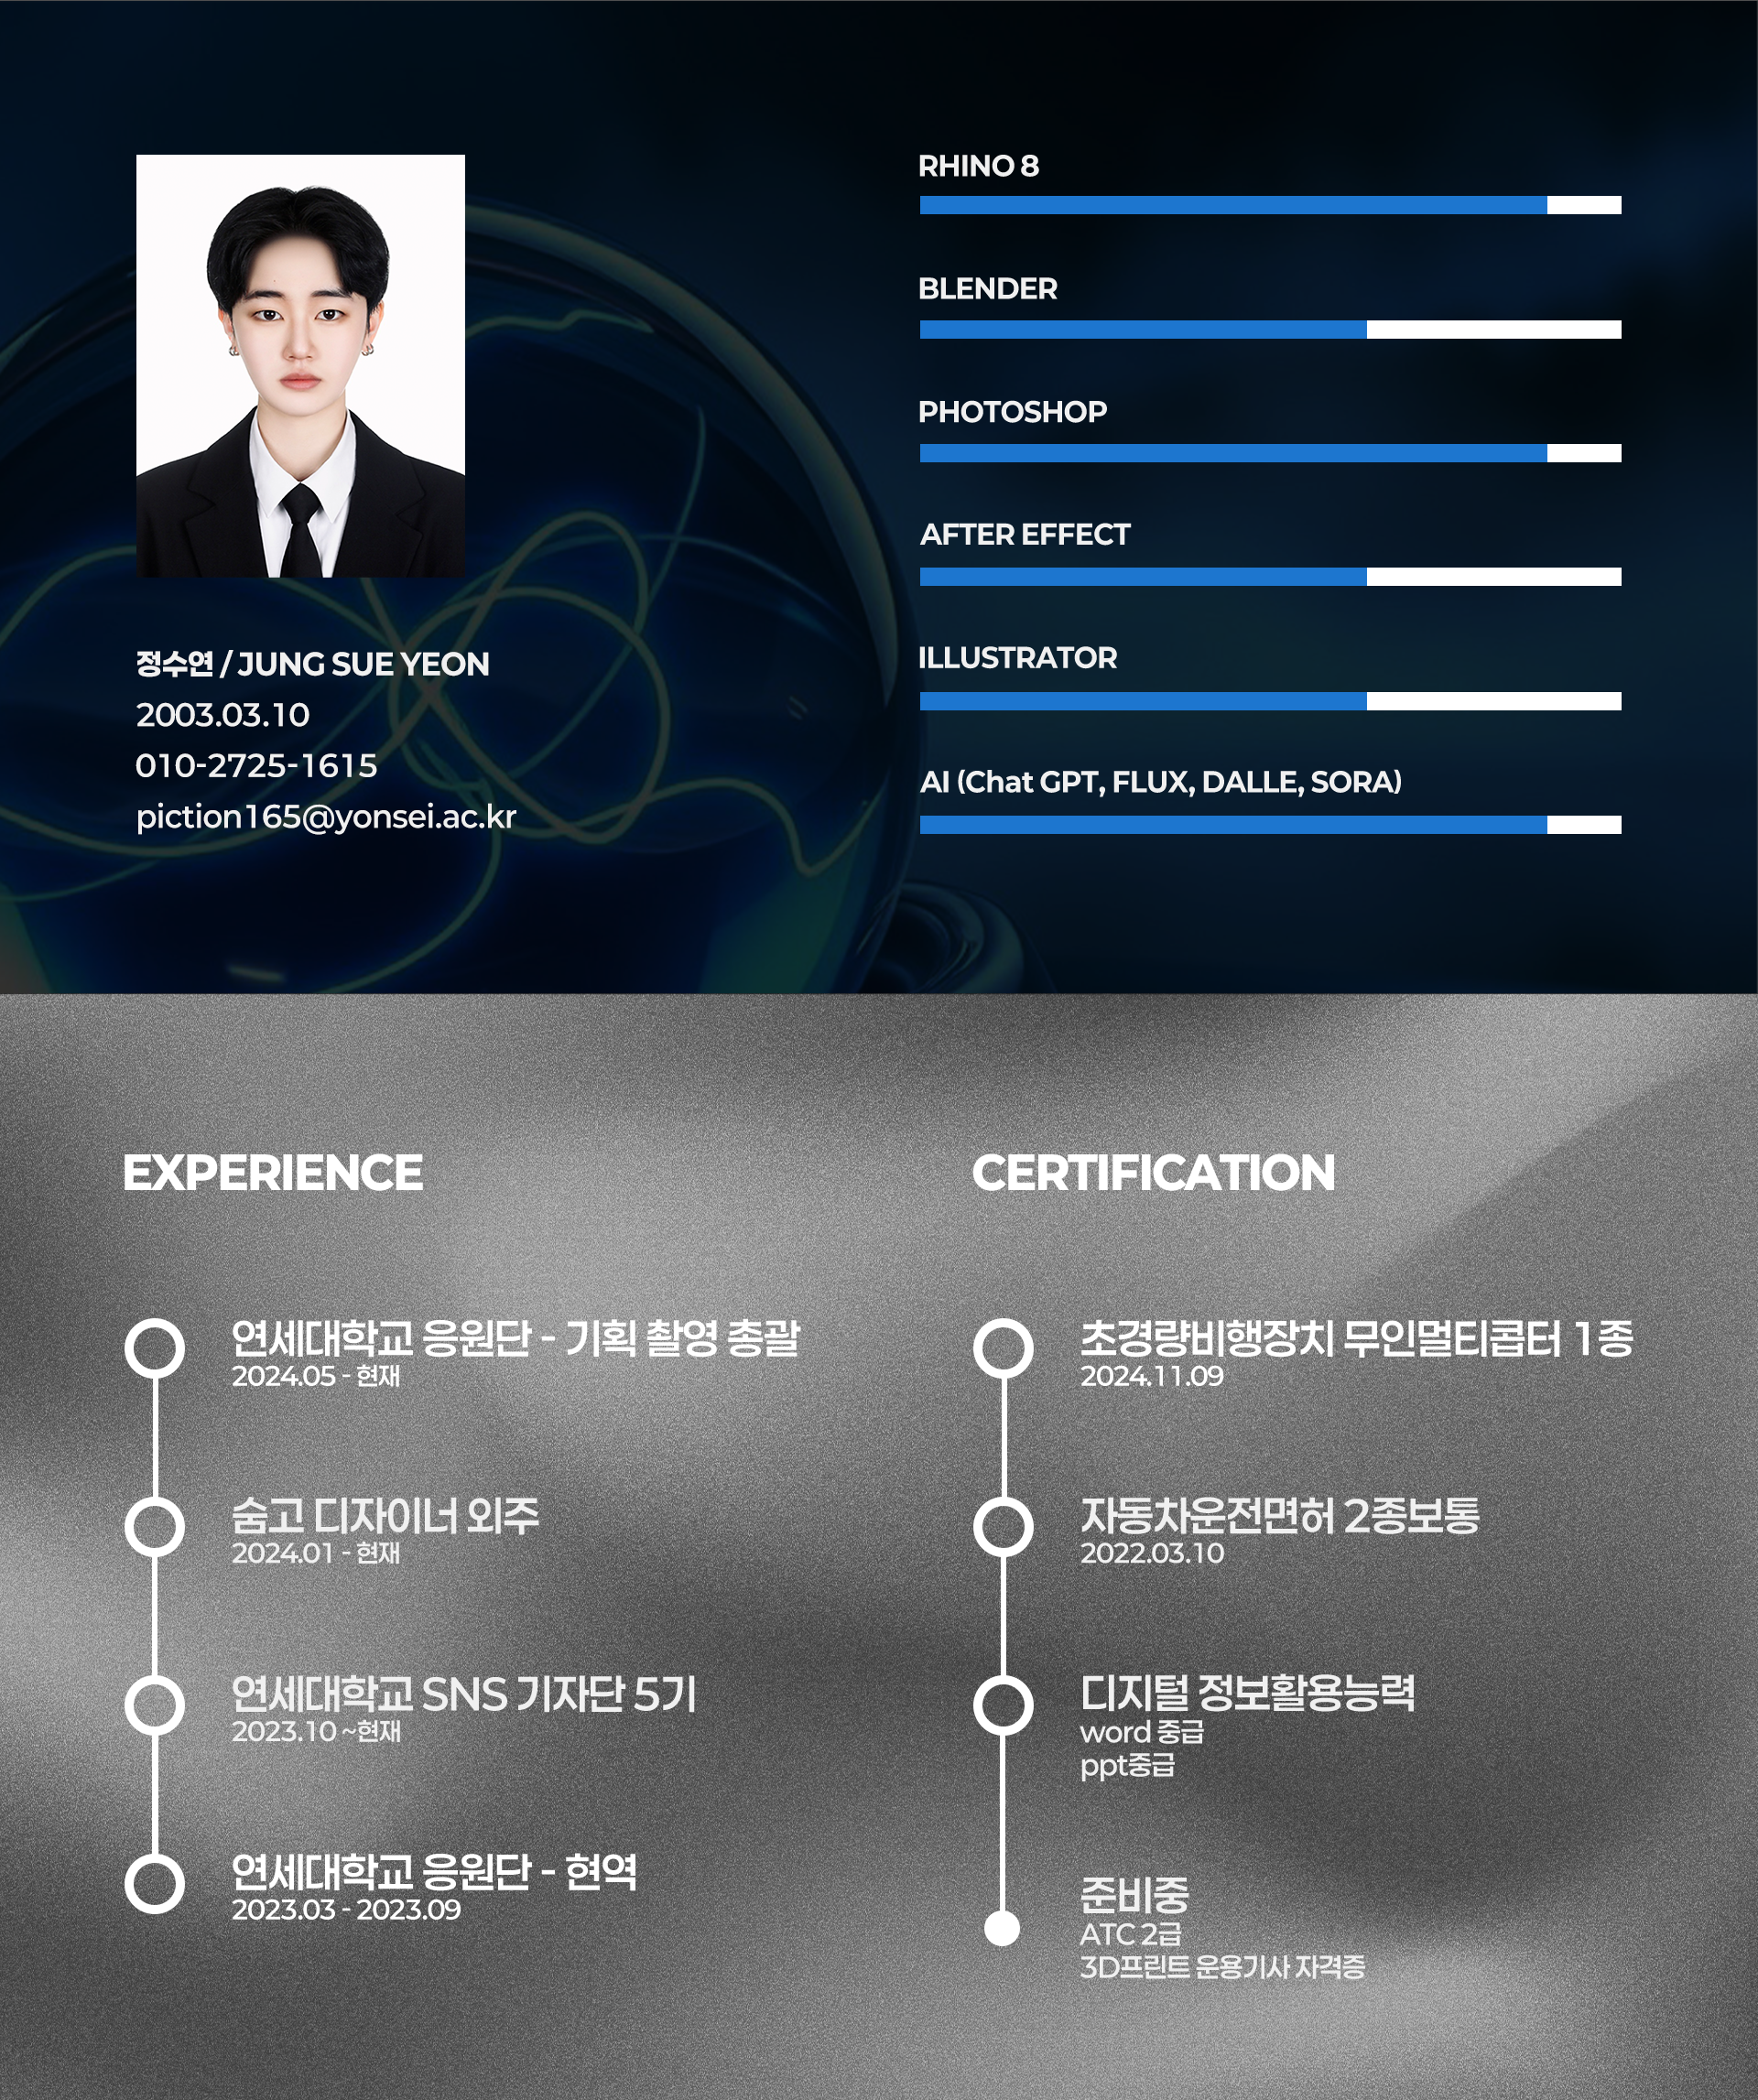 정수연 / JUNG SUE YEON
2003.03.10
010-2725-1615
piction165@yonsei.ac.kr
RHINO 8
BLENDER
PHOTOSHOP
AFTER EFFECT
ILLUSTRATOR
AI (Chat GPT, FLUX, DALLE, SORA)
EXPERIENCE
연세대학교 응원단 - 기획 촬영 총괄
2024.05 - 현재
숨고 디자이너 외주
2024.01 - 현재
연세대학교 SNS 기자단 5기
2023.10 ~현재
연세대학교 응원단 - 현역
2023.03 - 2023.09
CERTIFICATION
초경량비행장치 무인멀티콥터 1종
2024.11.09
자동차운전면허 2종보통
2022.03.10
디지털 정보활용능력
word 중급
ppt중급
준비중
ATC 2급
3D프린트 운용기사 자격증